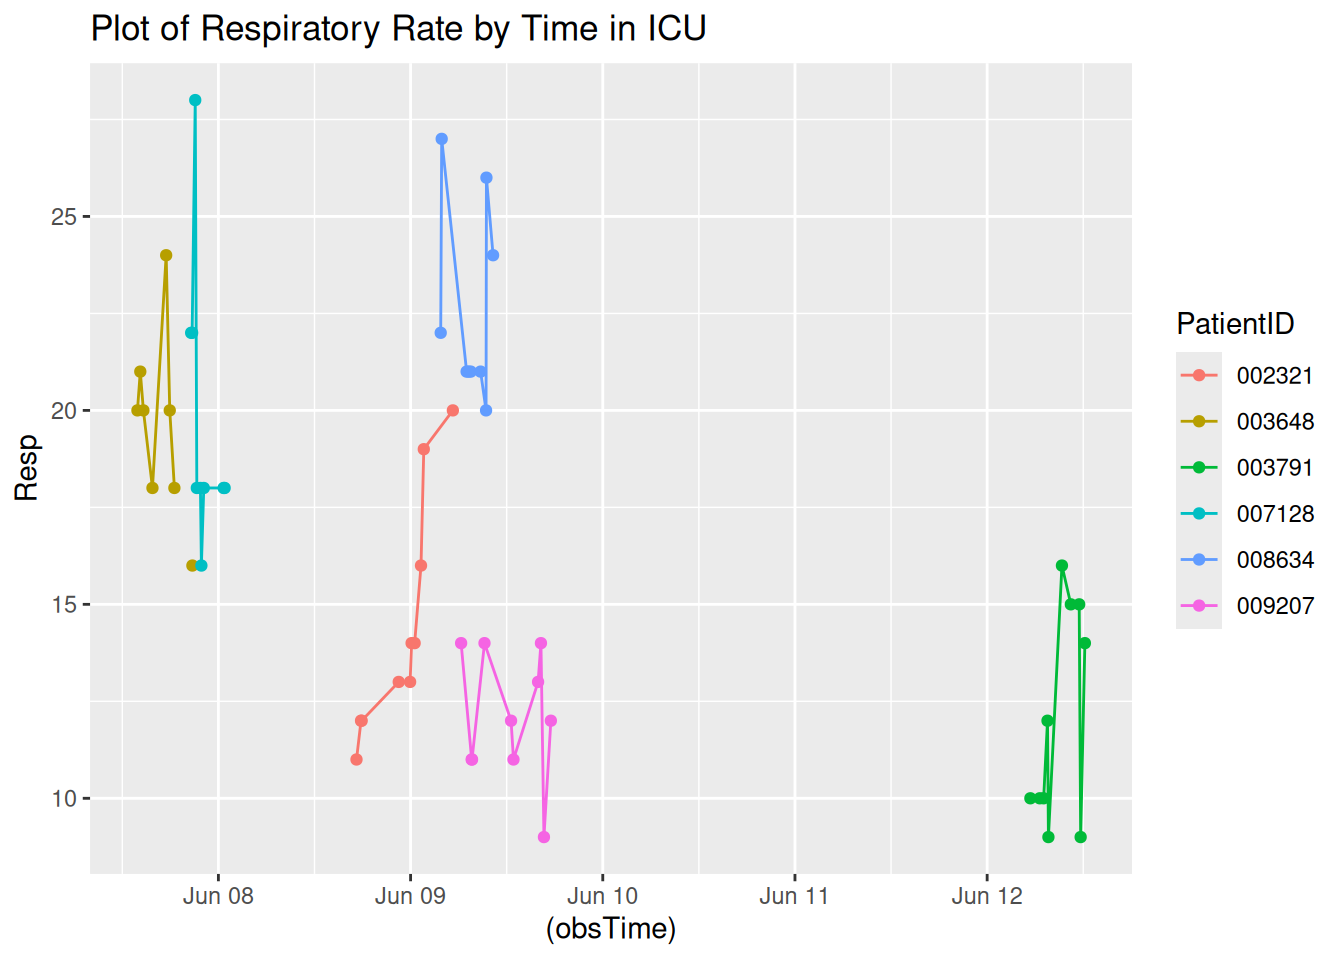 Plot of Respiratory Rate by Time in ICU
Resp
25
20
15
10
Jun 08
Jun 09
Jun 10
Jun 11
Jun 12
(obsTime)
PatientID
002321
003648
003791
007128
008634
009207